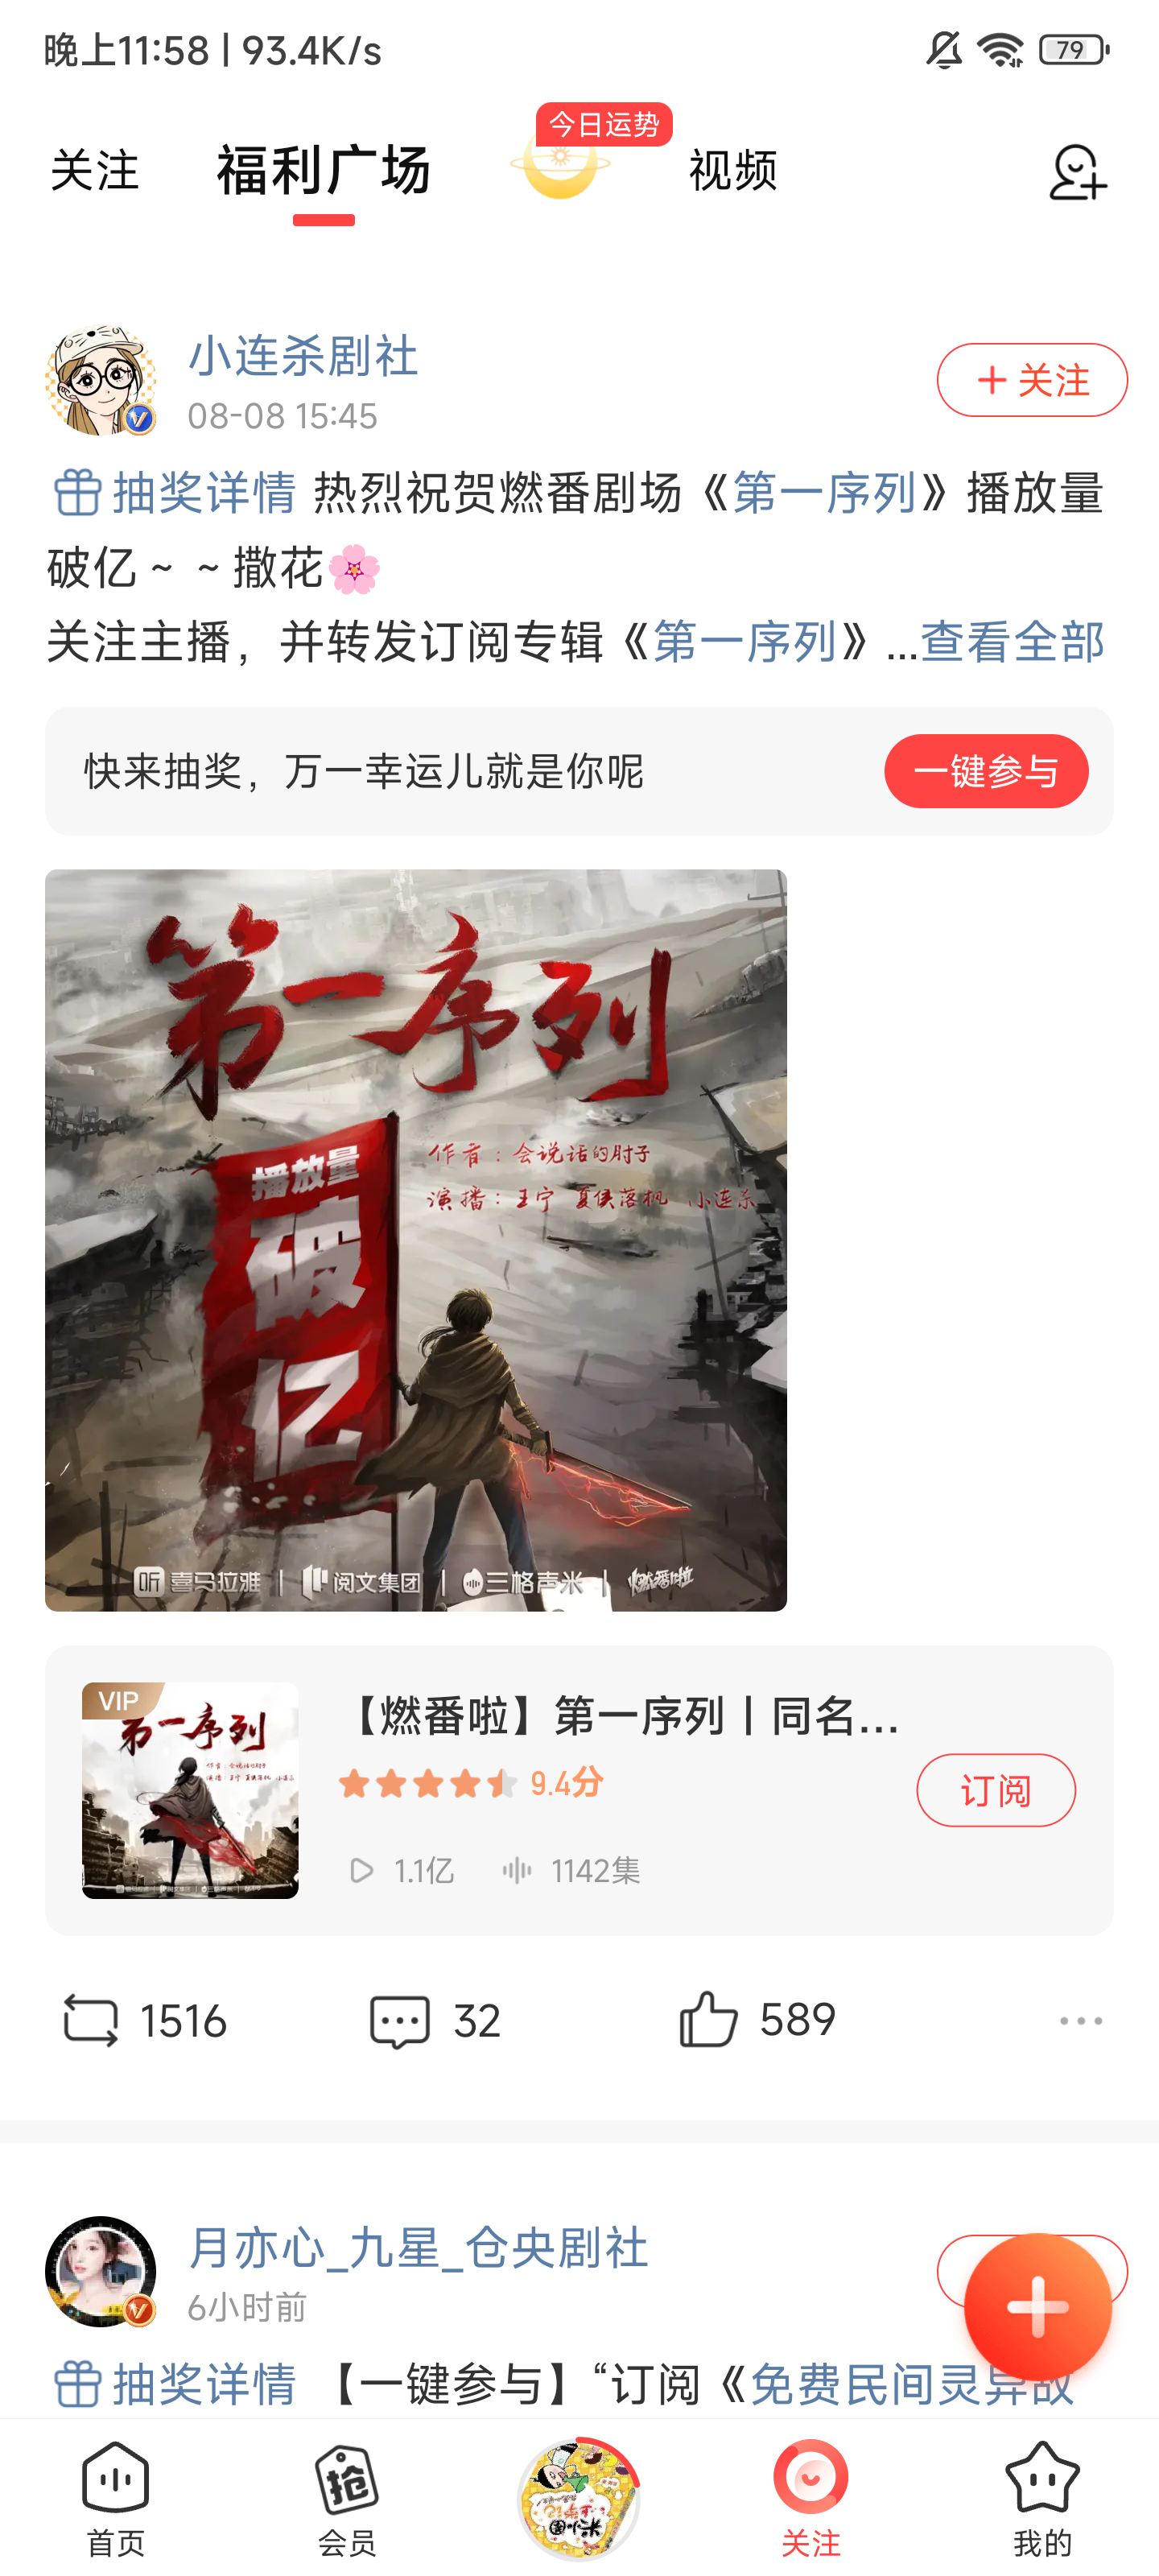 晚上11:58 | 93.4K/s
79
今日运势
关注 福利广场 视频
小连杀剧社
08-08 15:45
+ 关注
抽奖详情 热烈祝贺燃番剧场《第一序列》播放量
破亿~ ~撒花🌸
关注主播，并转发订阅专辑《第一序列》...查看全部
快来抽奖，万一幸运儿就是你呢
一键参与
第一序列
作者：会说话的肘子
演播：王宁 夏侯落枫 小连杀
播放量
破
亿
听 喜马拉雅 | 阅文集团 | 三格声米 | 燃番啦
VIP
第一序列
【燃番啦】第一序列丨同名...
9.4分
订阅
1.1亿 1142集
1516 32 589
月亦心_九星_仓央剧社
6小时前
抽奖详情 【一键参与】“订阅《免费民间灵异故
抢
首页 会员 关注 我的